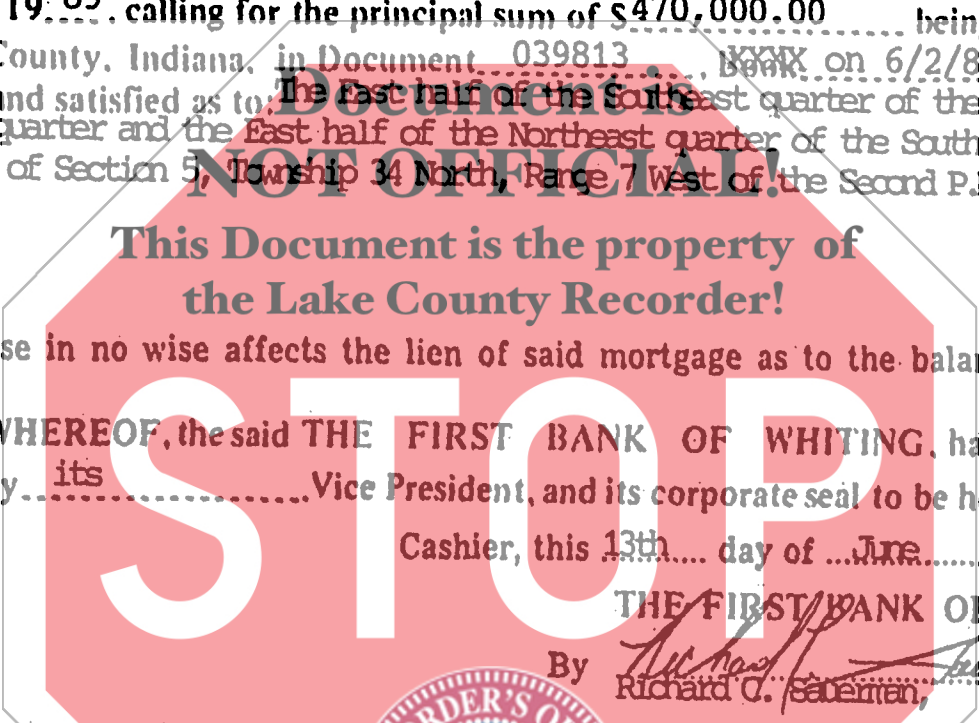 19..... calling for the principal sum of $470,000.00 bein
County, Indiana, in Document 039813, Book XXXX on 6/2/8
and satisfied as to The East half of the Southeast quarter of the
quarter and the East half of the Northeast quarter of the South
of Section 5, Township 34 North, Range 7 West of the Second P.
Document is
NOT OFFICIAL!
This Document is the property of
the Lake County Recorder!
se in no wise affects the lien of said mortgage as to the bala
WHEREOF, the said THE FIRST BANK OF WHITING, ha
y its Vice President, and its corporate seal to be h
Cashier, this 13th day of June
THE FIRST BANK OF
STOP
By
Richard C. Sauerman,
RDER'S O